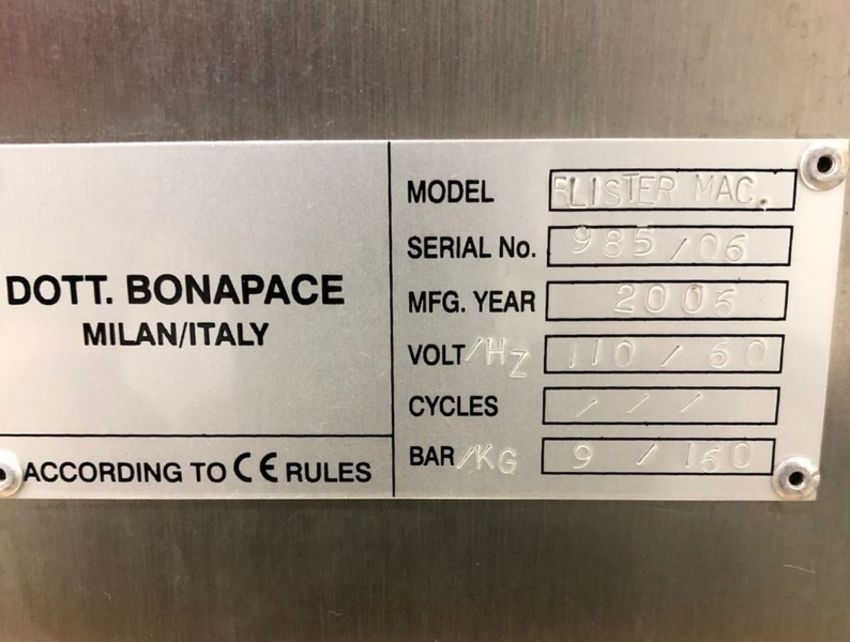 DOTT. BONAPACE
MILAN/ITALY
ACCORDING TO CE RULES
MODEL BLISTER MAC.
SERIAL No. 985/06
MFG. YEAR 2006
VOLT/HZ 110 / 60
CYCLES / / /
BAR/KG 9 / 160